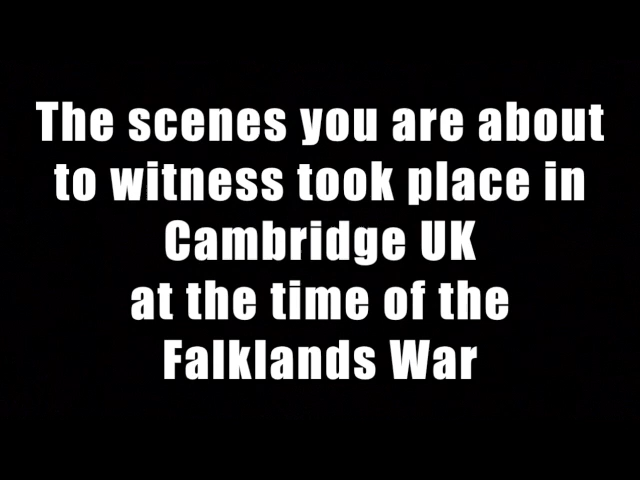 The scenes you are about
to witness took place in
Cambridge UK
at the time of the
Falklands War